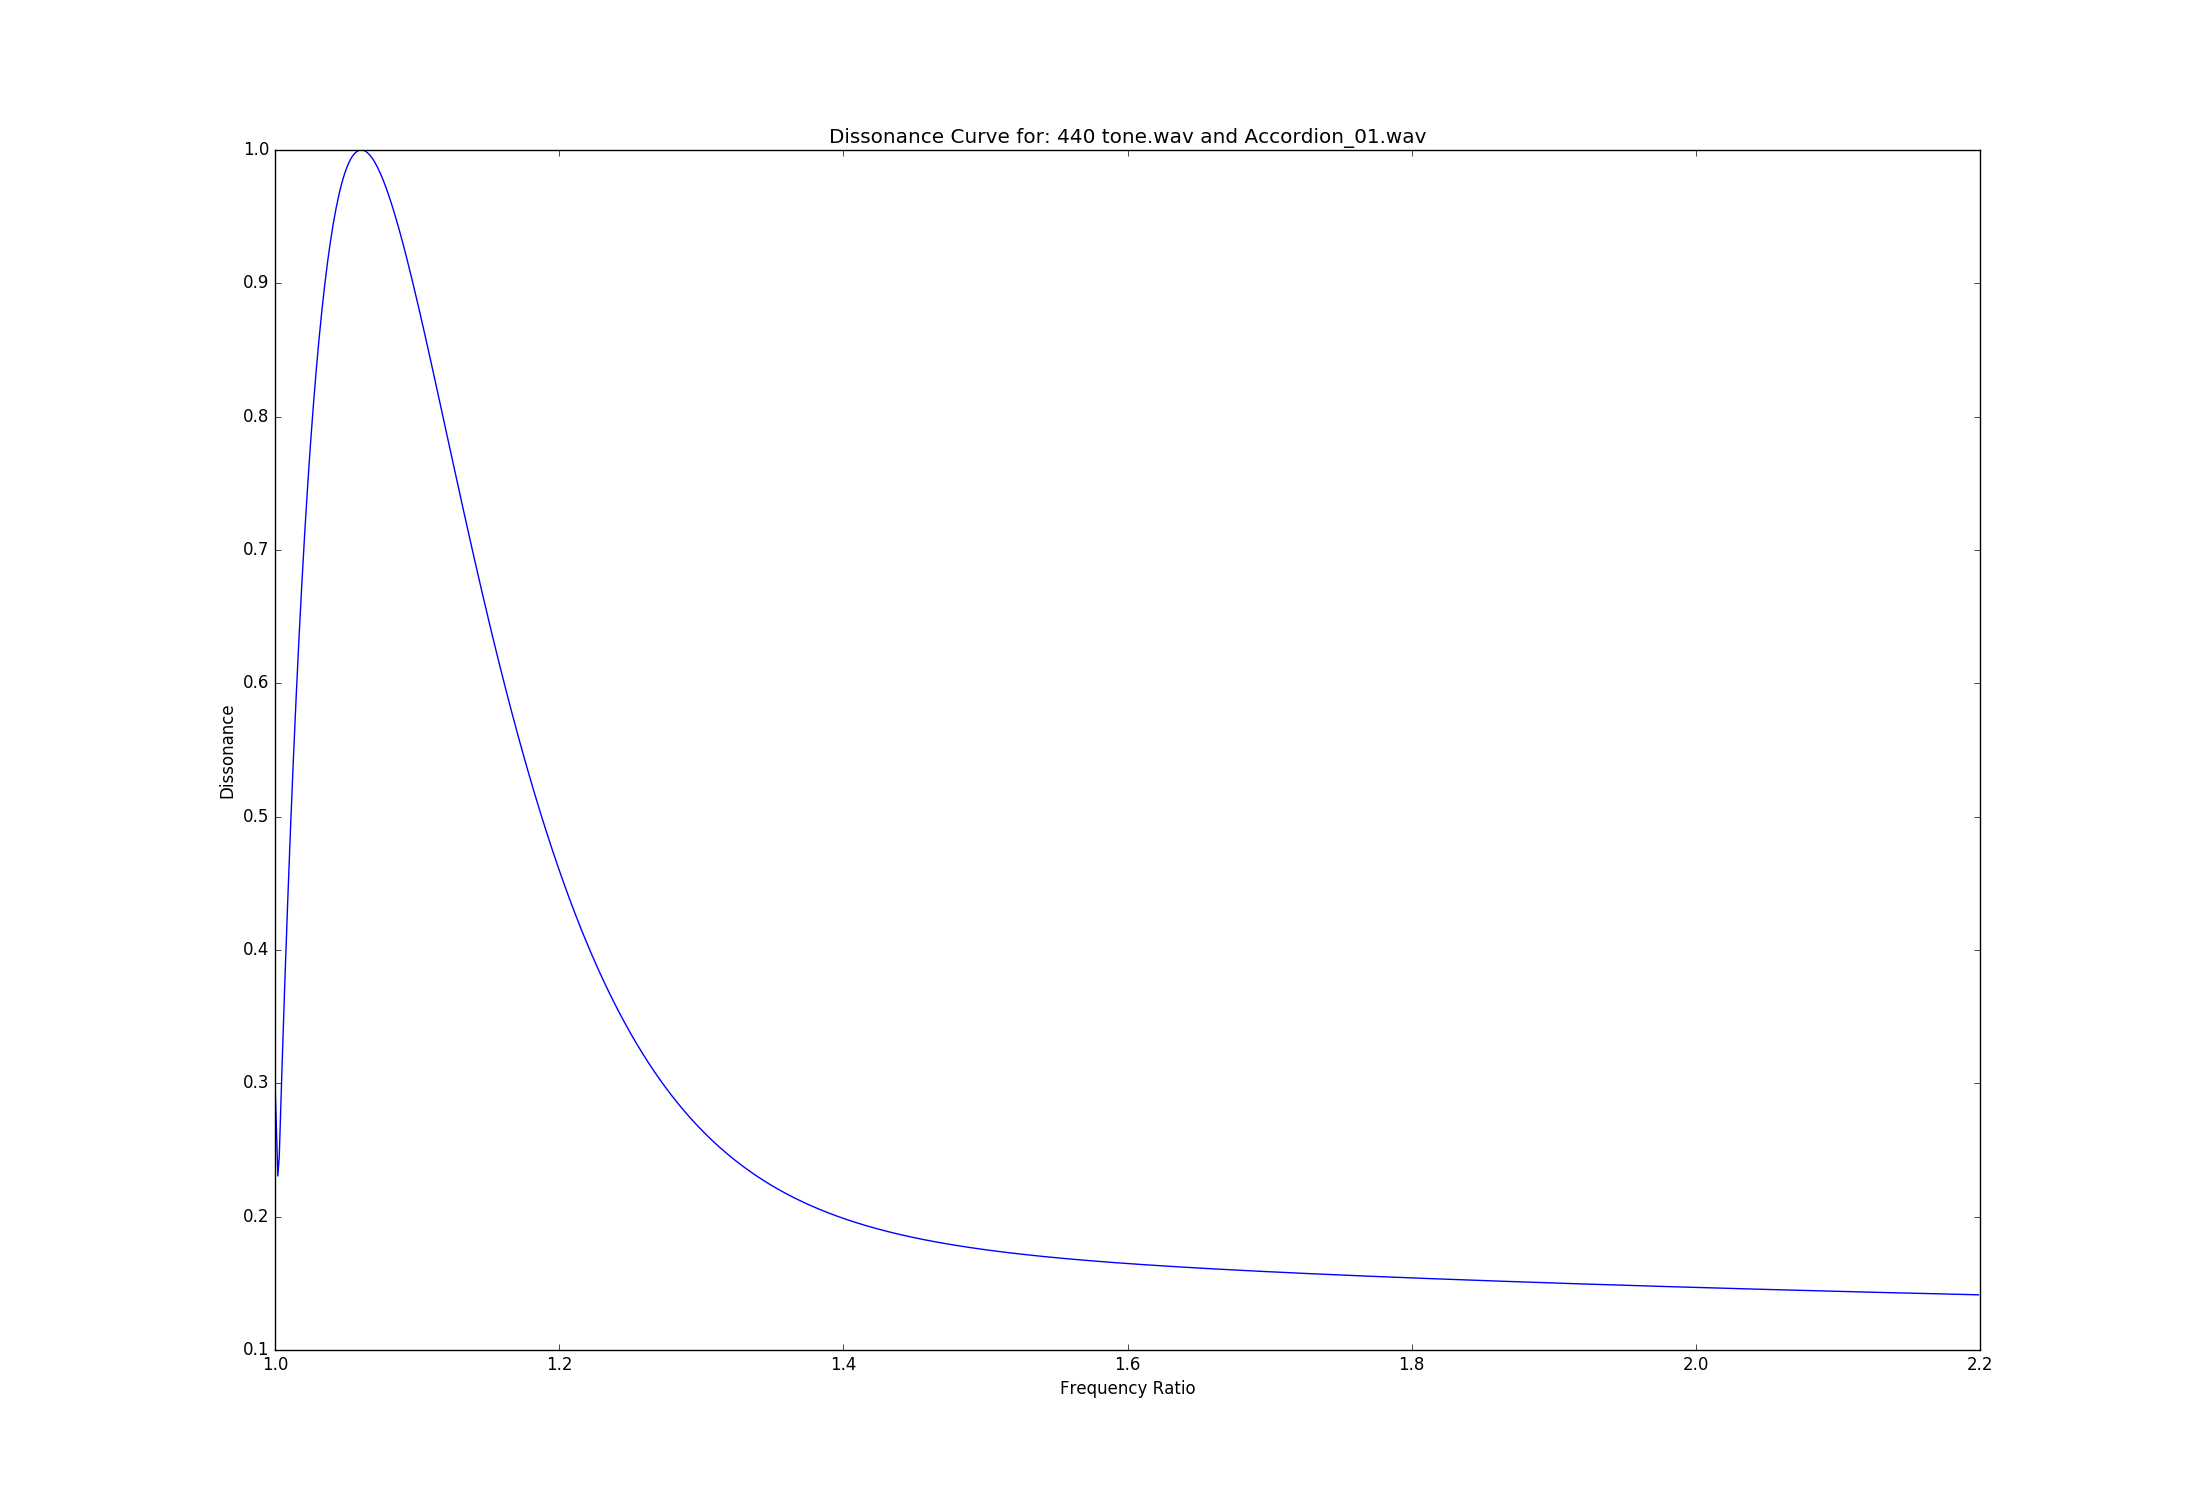 Dissonance Curve for: 440 tone.wav and Accordion_01.wav
1.0
0.9
0.8
0.7
0.6
0.5
0.4
0.3
0.2
0.1
Dissonance
1.0 1.2 1.4 1.6 1.8 2.0 2.2
Frequency Ratio